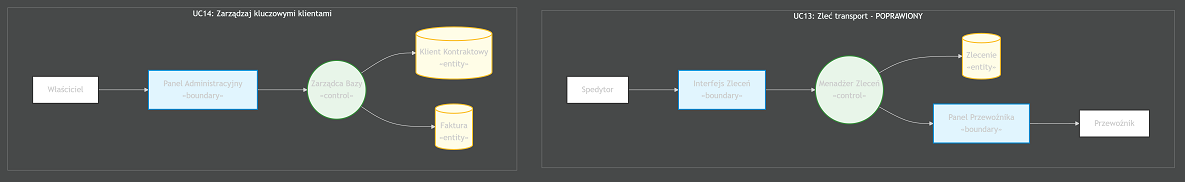 UC14: Zarządzaj kluczowymi klientami
Właściciel
Panel Administracyjny
«boundary»
Zarządca Bazy
«control»
Klient Kontraktowy
«entity»
Faktura
«entity»
UC13: Zleć transport - POPRAWIONY
Spedytor
Interfejs Zleceń
«boundary»
Menadżer Zleceń
«control»
Zlecenie
«entity»
Panel Przewoźnika
«boundary»
Przewoźnik